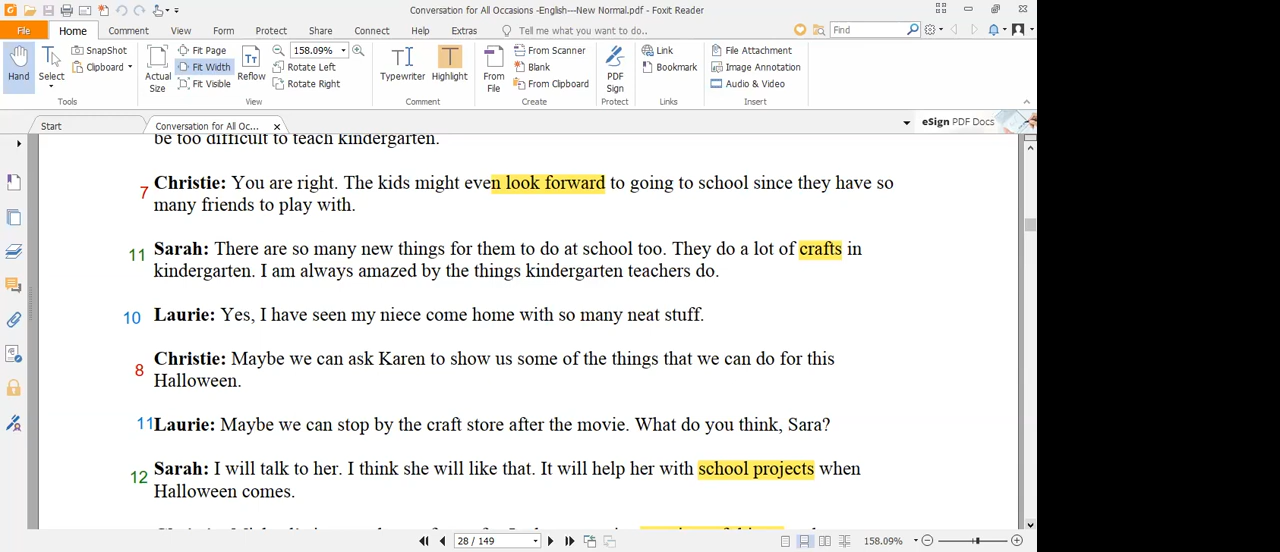 Conversation for All Occasions -English---New Normal.pdf - Foxit Reader
File Home Comment View Form Protect Share Connect Help Extras Tell me what you want to do.. Find
Hand Select SnapShot Clipboard Actual Size Fit Page Fit Width Fit Visible Reflow 158.09% Rotate Left Rotate Right Typewriter Highlight From File From Scanner Blank From Clipboard PDF Sign Link Bookmark File Attachment Image Annotation Audio & Video
Tools View Comment Create Protect Links Insert
Start Conversation for All Occ... eSign PDF Docs
be too difficult to teach kindergarten.
7 Christie: You are right. The kids might even look forward to going to school since they have so
many friends to play with.
11 Sarah: There are so many new things for them to do at school too. They do a lot of crafts in
kindergarten. I am always amazed by the things kindergarten teachers do.
10 Laurie: Yes, I have seen my niece come home with so many neat stuff.
8 Christie: Maybe we can ask Karen to show us some of the things that we can do for this
Halloween.
11 Laurie: Maybe we can stop by the craft store after the movie. What do you think, Sara?
12 Sarah: I will talk to her. I think she will like that. It will help her with school projects when
Halloween comes.
28 / 149 158.09%